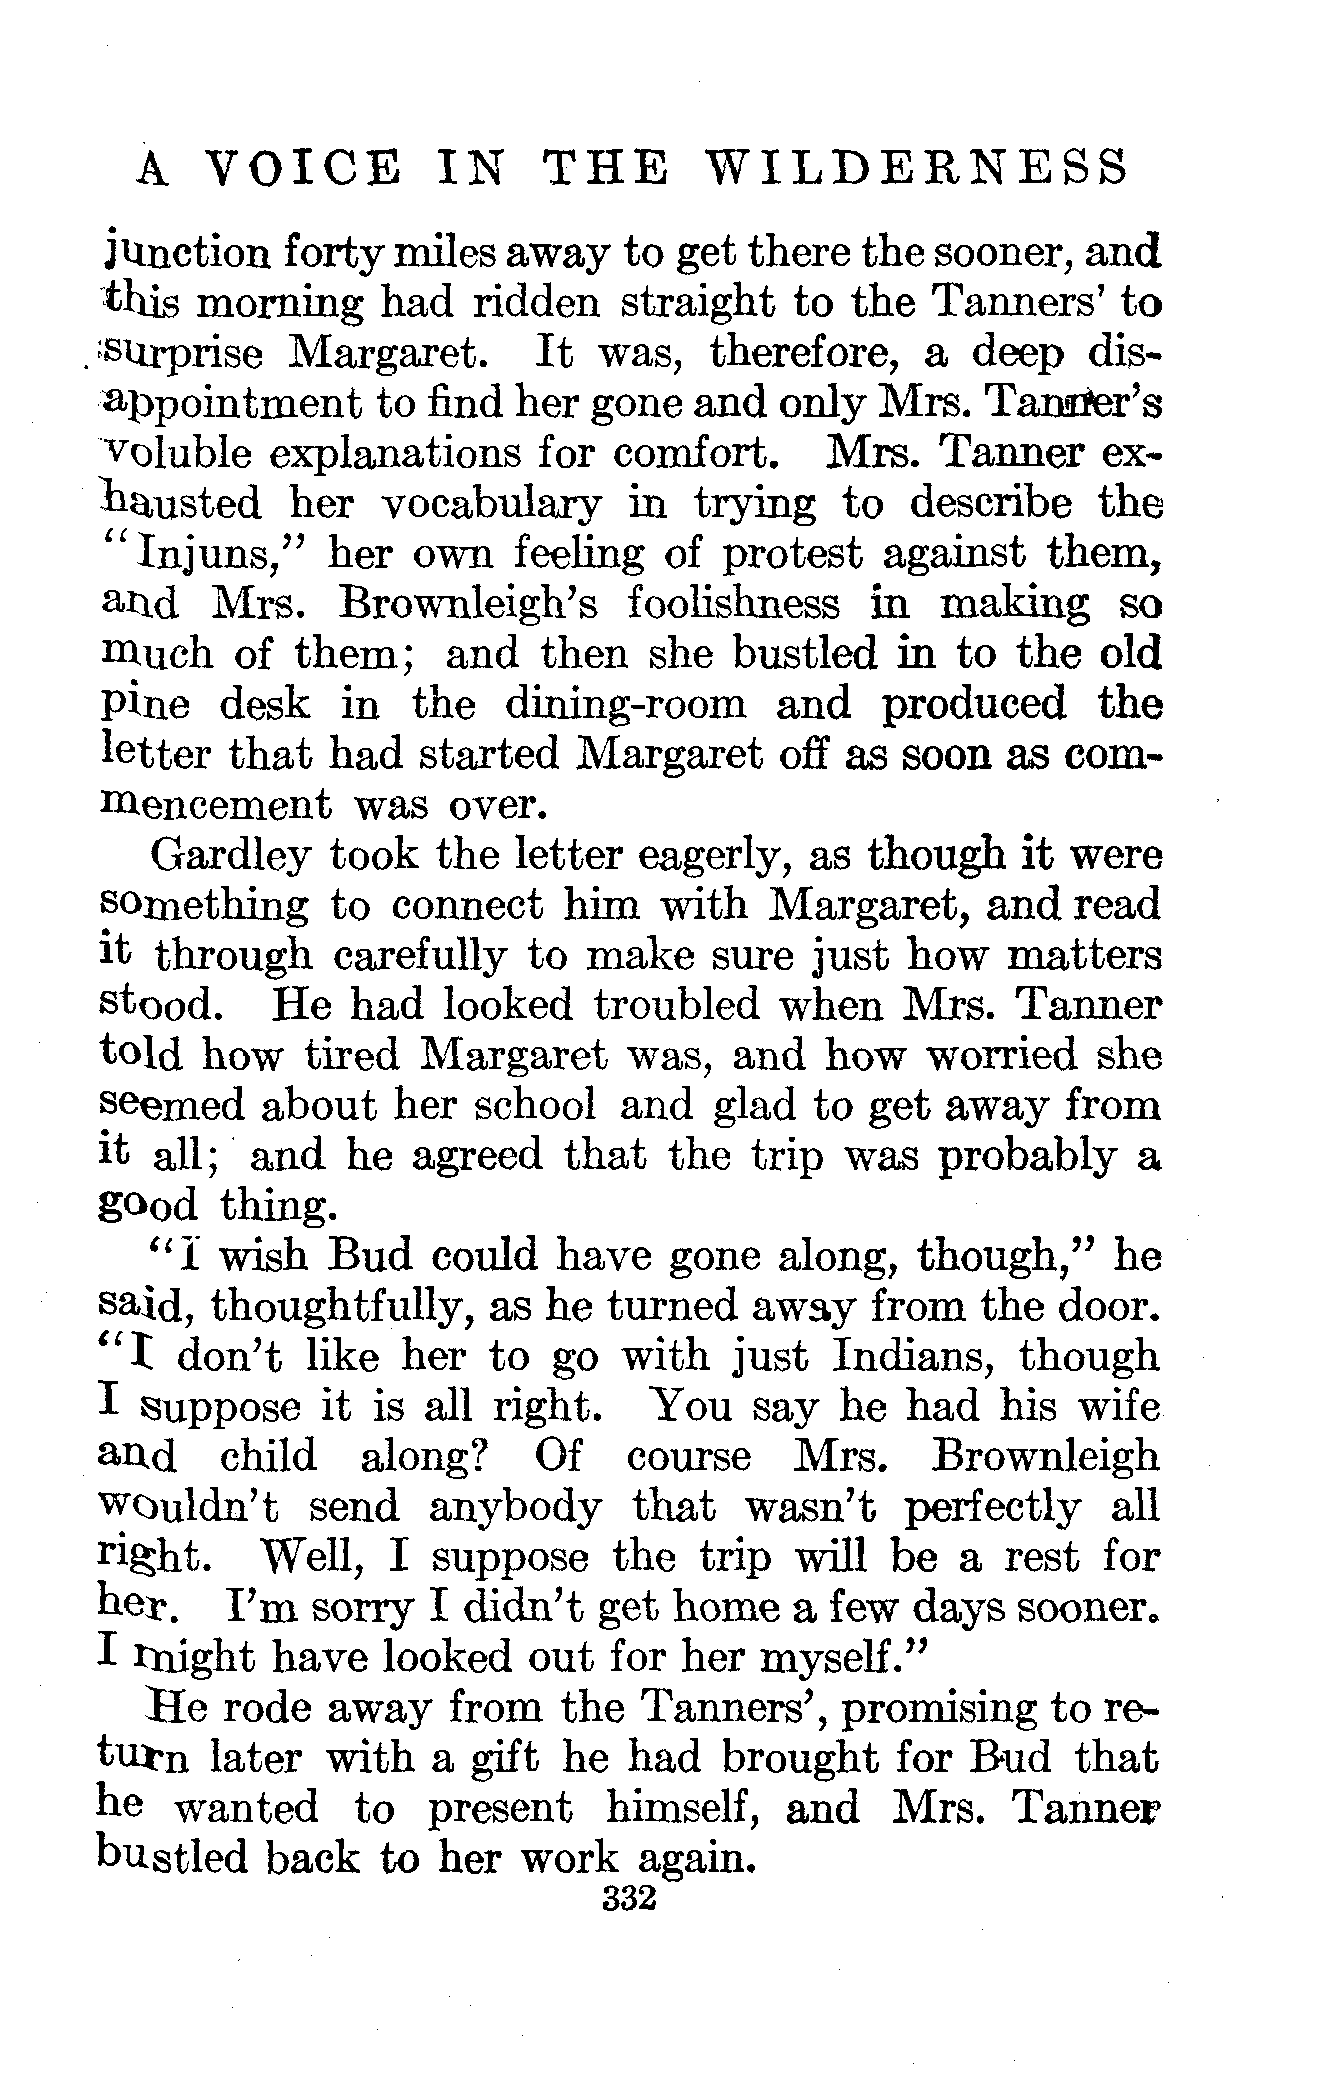 A VOICE IN THE WILDERNESS
junction forty miles away to get there the sooner, and
this morning had ridden straight to the Tanners' to
surprise Margaret. It was, therefore, a deep dis-
appointment to find her gone and only Mrs. Tanner's
voluble explanations for comfort. Mrs. Tanner ex-
hausted her vocabulary in trying to describe the
"Injuns," her own feeling of protest against them,
and Mrs. Brownleigh's foolishness in making so
much of them; and then she bustled in to the old
pine desk in the dining-room and produced the
letter that had started Margaret off as soon as com-
mencement was over.
Gardley took the letter eagerly, as though it were
something to connect him with Margaret, and read
it through carefully to make sure just how matters
stood. He had looked troubled when Mrs. Tanner
told how tired Margaret was, and how worried she
seemed about her school and glad to get away from
it all; and he agreed that the trip was probably a
good thing.
"I wish Bud could have gone along, though," he
said, thoughtfully, as he turned away from the door.
"I don't like her to go with just Indians, though
I suppose it is all right. You say he had his wife
and child along? Of course Mrs. Brownleigh
wouldn't send anybody that wasn't perfectly all
right. Well, I suppose the trip will be a rest for
her. I'm sorry I didn't get home a few days sooner.
I might have looked out for her myself."
He rode away from the Tanners', promising to re-
turn later with a gift he had brought for Bud that
he wanted to present himself, and Mrs. Tanner
bustled back to her work again.
332